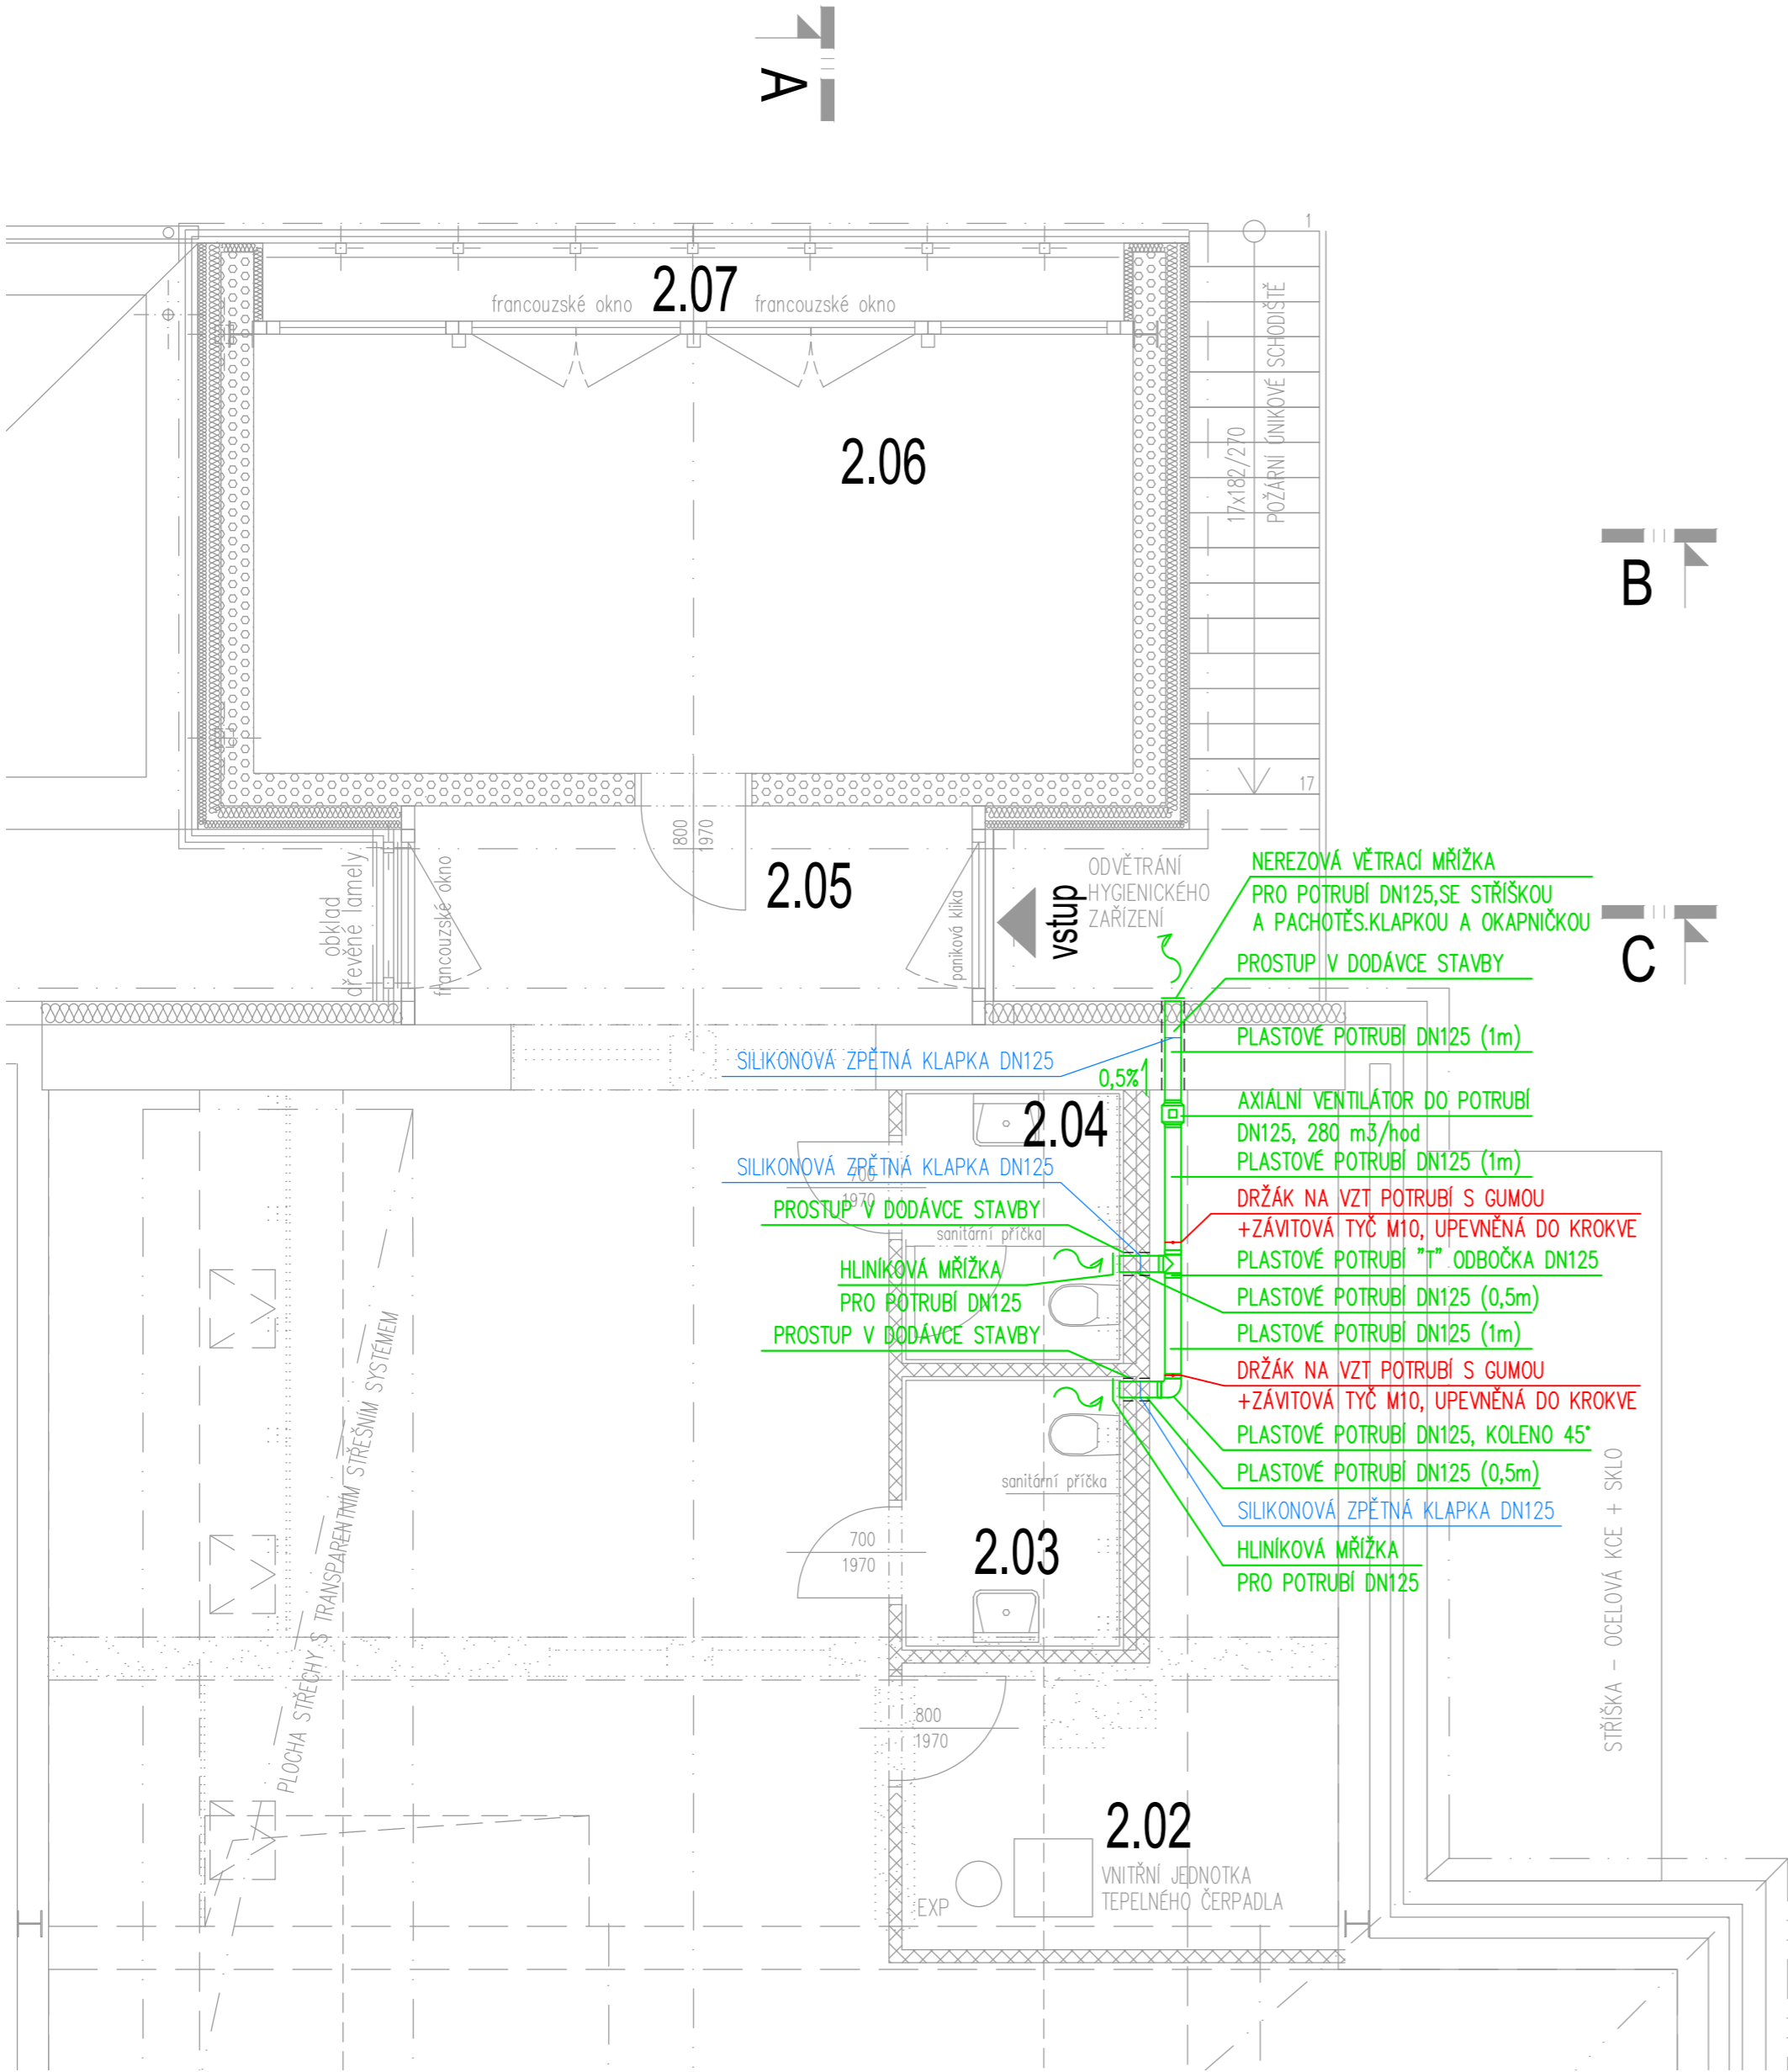 A
1
2.07
francouzské okno
francouzské okno
POŽÁRNÍ ÚNIKOVÉ SCHODIŠTĚ
17x182/270
2.06
B
17
800
1970
2.05
obklad
dřevěné lamely
francouzské okno
paniková klika
vstup
ODVĚTRÁNÍ
HYGIENICKÉHO
ZAŘÍZENÍ
NEREZOVÁ VĚTRACÍ MŘÍŽKA
PRO POTRUBÍ DN125,SE STŘÍŠKOU
A PACHOTĚS.KLAPKOU A OKAPNIČKOU
C
PROSTUP V DODÁVCE STAVBY
PLASTOVÉ POTRUBÍ DN125 (1m)
SILIKONOVÁ ZPĚTNÁ KLAPKA DN125
0,5%
AXIÁLNÍ VENTILÁTOR DO POTRUBÍ
DN125, 280 m3/hod
2.04
PLASTOVÉ POTRUBÍ DN125 (1m)
SILIKONOVÁ ZPĚTNÁ KLAPKA DN125
700
1970
DRŽÁK NA VZT POTRUBÍ S GUMOU
+ZÁVITOVÁ TYČ M10, UPEVNĚNÁ DO KROKVE
PROSTUP V DODÁVCE STAVBY
sanitární příčka
PLASTOVÉ POTRUBÍ "T" ODBOČKA DN125
HLINÍKOVÁ MŘÍŽKA
PRO POTRUBÍ DN125
PLASTOVÉ POTRUBÍ DN125 (0,5m)
PROSTUP V DODÁVCE STAVBY
PLASTOVÉ POTRUBÍ DN125 (1m)
DRŽÁK NA VZT POTRUBÍ S GUMOU
+ZÁVITOVÁ TYČ M10, UPEVNĚNÁ DO KROKVE
PLASTOVÉ POTRUBÍ DN125, KOLENO 45°
PLASTOVÉ POTRUBÍ DN125 (0,5m)
sanitární příčka
SILIKONOVÁ ZPĚTNÁ KLAPKA DN125
700
1970
2.03
HLINÍKOVÁ MŘÍŽKA
PRO POTRUBÍ DN125
PLOCHA STŘECHY S TRANSPARENTNÍM STŘEŠNÍM SYSTÉMEM
STŘÍŠKA - OCELOVÁ KCE + SKLO
800
1970
2.02
VNITŘNÍ JEDNOTKA
TEPELNÉHO ČERPADLA
EXP